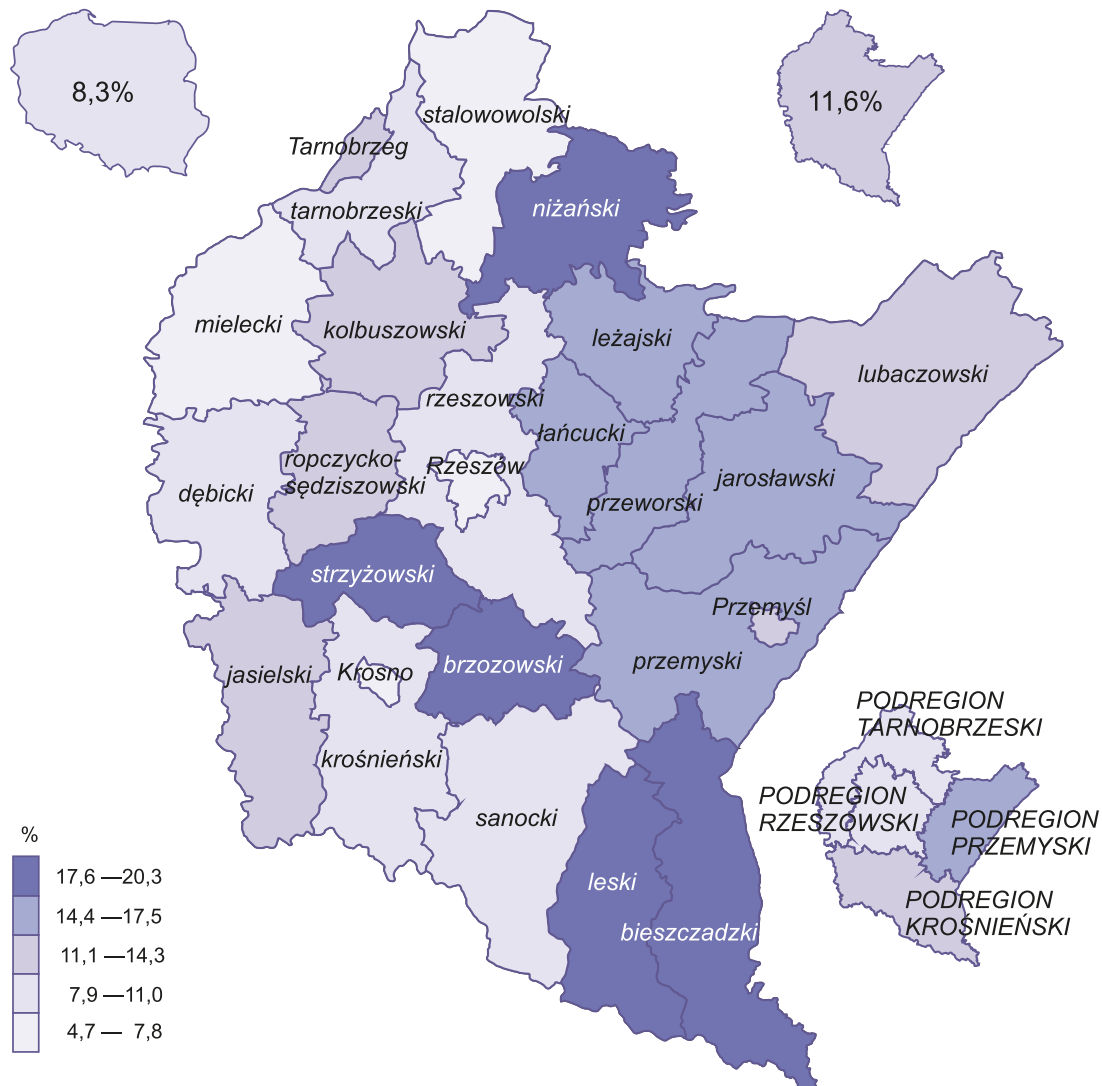 8,3%
11,6%
stalowowolski
Tarnobrzeg
niżański
tarnobrzeski
mielecki
kolbuszowski
leżajski
lubaczowski
rzeszowski
łańcucki
ropczycko-
sędziszowski
Rzeszów
dębicki
przeworski
jarosławski
strzyżowski
Przemyśl
jasielski
Krosno
brzozowski
przemyski
krośnieński
sanocki
leski
bieszczadzki
PODREGION
TARNOBRZESKI
PODREGION
RZESZOWSKI
PODREGION
PRZEMYSKI
PODREGION
KROŚNIEŃSKI
%
17,6 — 20,3
14,4 — 17,5
11,1 — 14,3
7,9 — 11,0
4,7 — 7,8